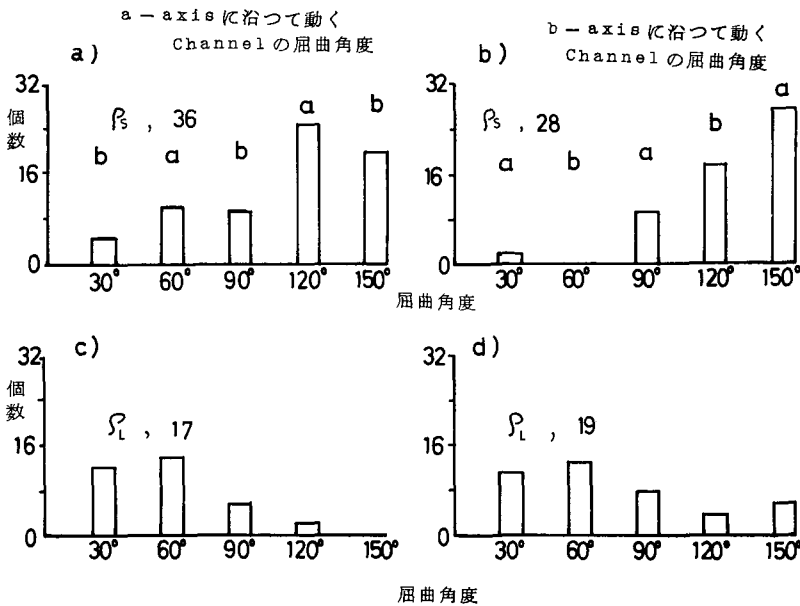 a－axisに沿つて動く
Channelの屈曲角度
b－axisに沿つて動く
Channelの屈曲角度
a)
32
個数
16
0
ρs , 36
b a b a b
30° 60° 90° 120° 150°
b)
32
16
0
ρs , 28
a b a b a
30° 60° 90° 120° 150°
屈曲角度
c)
32
個数
16
0
ρL , 17
30° 60° 90° 120° 150°
d)
32
16
0
ρL , 19
30° 60° 90° 120° 150°
屈曲角度